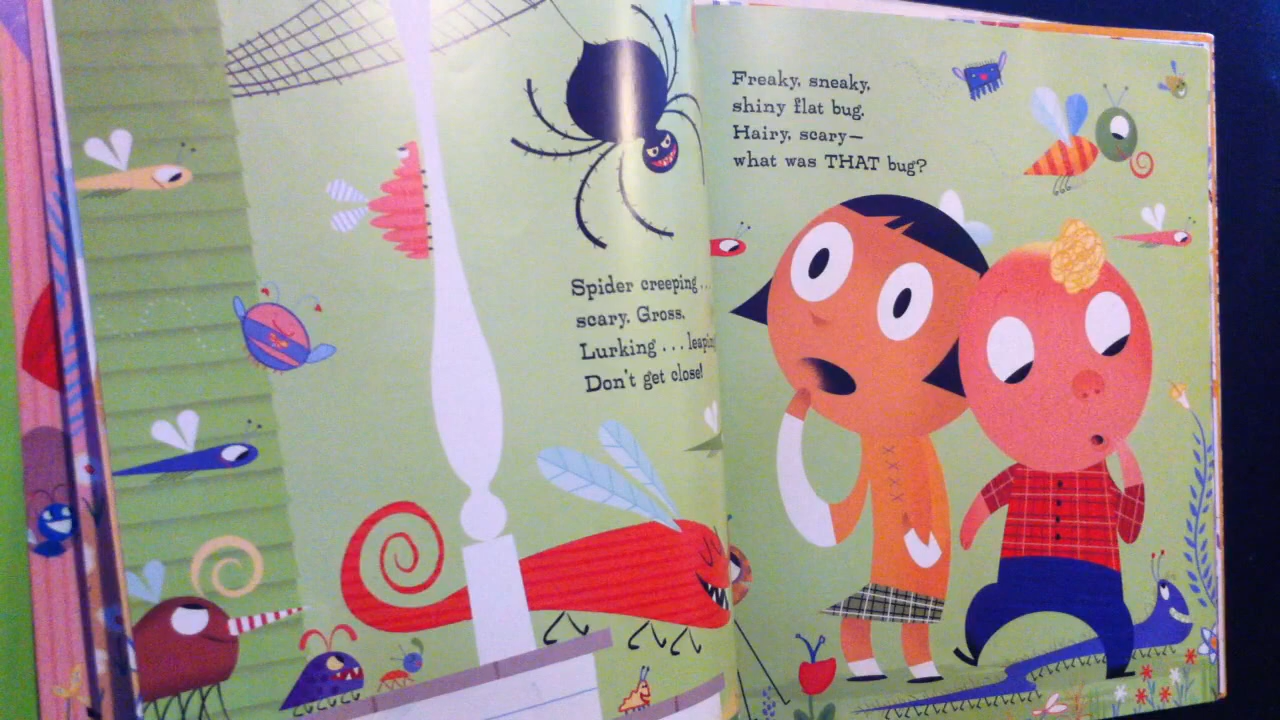 Spider creeping . . .
scary. Gross.
Lurking . . . leaping
Don't get close!
Freaky, sneaky,
shiny flat bug.
Hairy, scary—
what was THAT bug?